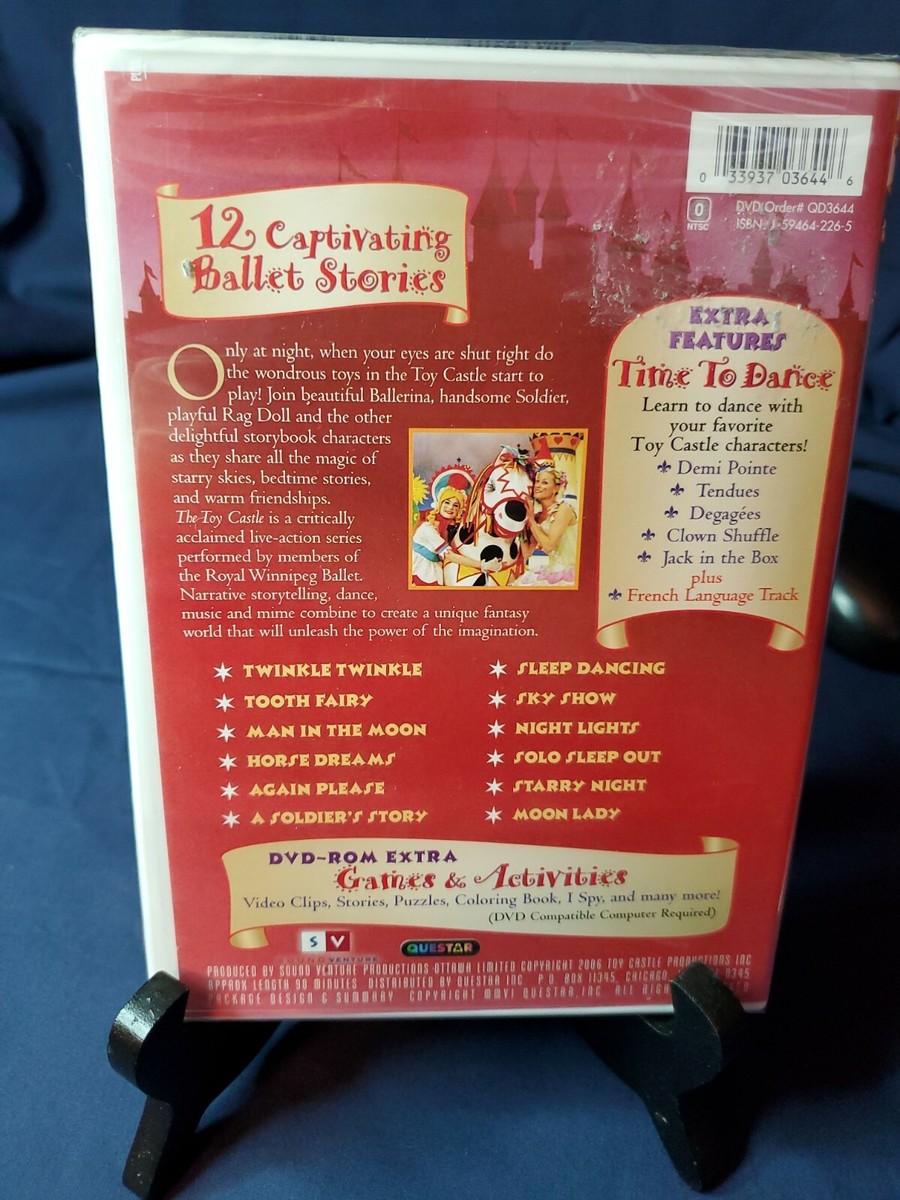 0 33937 03644 6
0
NTSC
DVD Order# QD3644
ISBN: 1-59464-226-5
12 Captivating
Ballet Stories
Only at night, when your eyes are shut tight do
the wondrous toys in the Toy Castle start to
play! Join beautiful Ballerina, handsome Soldier,
playful Rag Doll and the other
delightful storybook characters
as they share all the magic of
starry skies, bedtime stories,
and warm friendships.
The Toy Castle is a critically
acclaimed live-action series
performed by members of
the Royal Winnipeg Ballet.
Narrative storytelling, dance,
music and mime combine to create a unique fantasy
world that will unleash the power of the imagination.
EXTRA
FEATURES
Time To Dance
Learn to dance with
your favorite
Toy Castle characters!
Demi Pointe
Tendues
Degagées
Clown Shuffle
Jack in the Box
plus
French Language Track
TWINKLE TWINKLE
TOOTH FAIRY
MAN IN THE MOON
HORSE DREAMS
AGAIN PLEASE
A SOLDIER'S STORY
SLEEP DANCING
SKY SHOW
NIGHT LIGHTS
SOLO SLEEP OUT
STARRY NIGHT
MOON LADY
DVD-ROM EXTRA
Games & Activities
Video Clips, Stories, Puzzles, Coloring Book, I Spy, and many more!
(DVD Compatible Computer Required)
S V
SOUND VENTURE
QUESTAR
PRODUCED BY SOUND VENTURE PRODUCTIONS OTTAWA LIMITED COPYRIGHT 2006 TOY CASTLE PRODUCTIONS INC
APPROX LENGTH 90 MINUTES DISTRIBUTED BY QUESTAR INC P.O. BOX 11345, CHICAGO,
PACKAGE DESIGN & SUMMARY COPYRIGHT MMVI QUESTAR, INC ALL